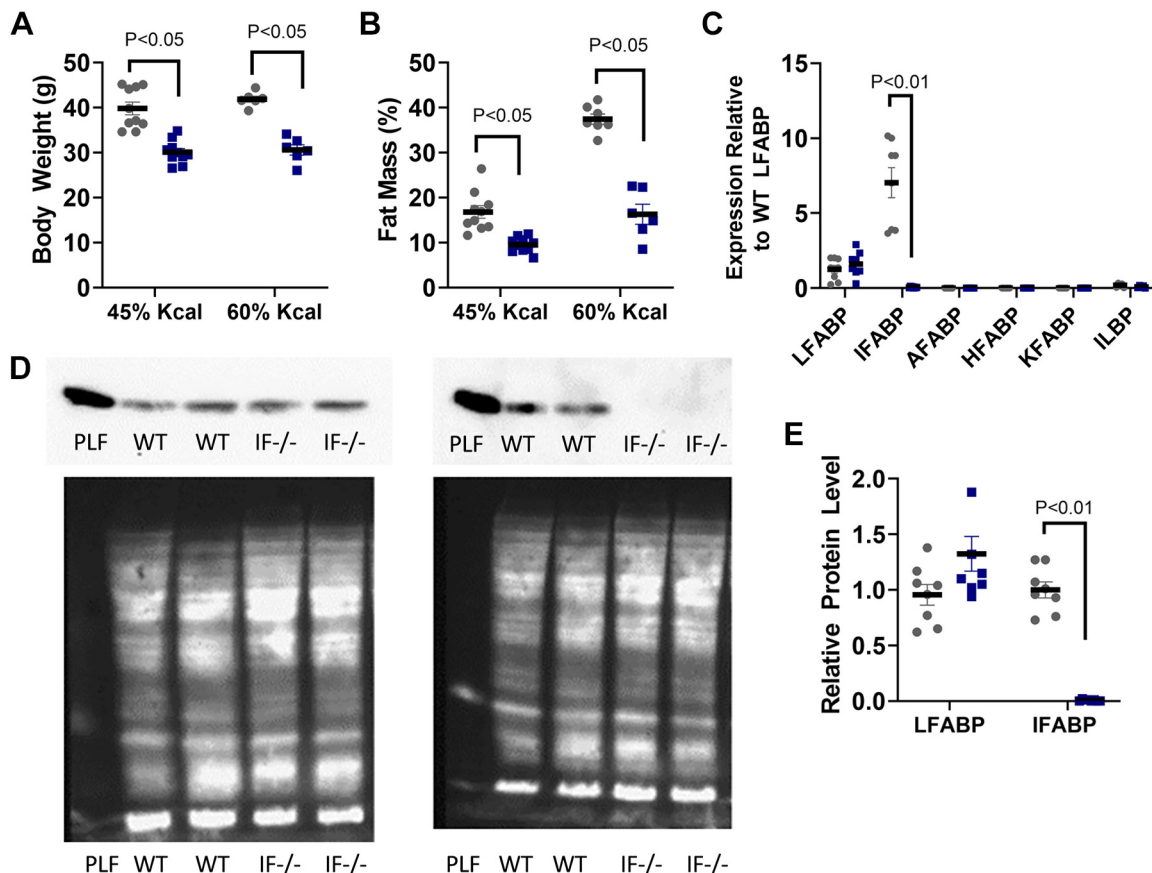 A
Body Weight (g)
50
40
30
20
10
0
P<0.05
P<0.05
45% Kcal
60% Kcal
B
Fat Mass (%)
50
40
30
20
10
0
P<0.05
P<0.05
45% Kcal
60% Kcal
C
Expression Relative
to WT LFABP
15
10
5
0
P<0.01
LFABP
IFABP
AFABP
HFABP
KFABP
ILBP
D
PLF WT WT IF-/- IF-/-
PLF WT WT IF-/- IF-/-
PLF WT WT IF-/- IF-/-
PLF WT WT IF-/- IF-/-
E
Relative Protein Level
2.0
1.5
1.0
0.5
0.0
P<0.01
LFABP
IFABP